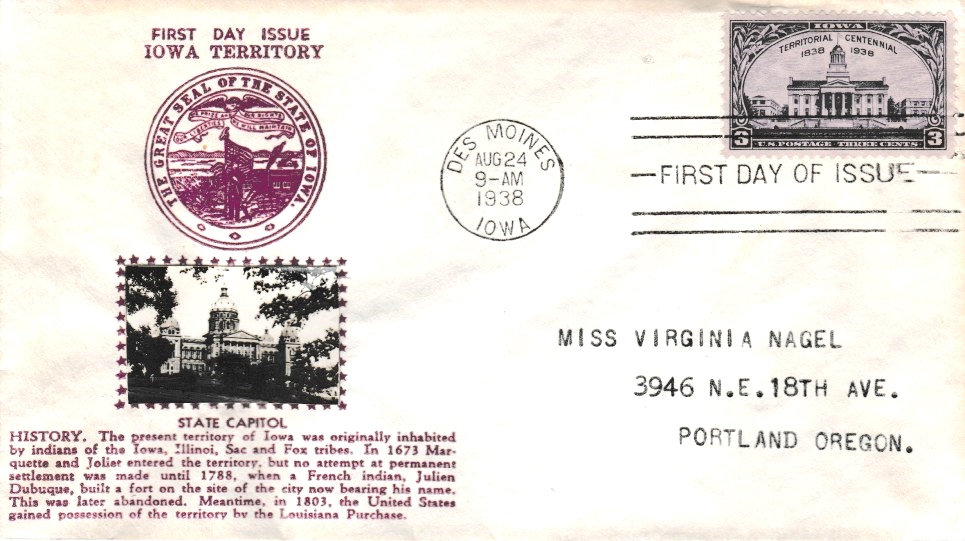 FIRST DAY ISSUE
IOWA TERRITORY
THE GREAT SEAL OF THE STATE OF IOWA.
IOWA
TERRITORIAL CENTENNIAL
1838 1938
3 3
U.S. POSTAGE THREE CENTS
DES MOINES
AUG 24
9-AM
1938
IOWA
FIRST DAY OF ISSUE
MISS VIRGINIA NAGEL
3946 N.E. 18TH AVE.
PORTLAND OREGON.
STATE CAPITOL
HISTORY. The present territory of Iowa was originally inhabited
by indians of the Iowa, Illinoi, Sac and Fox tribes. In 1673 Mar-
quette and Joliet entered the territory, but no attempt at permanent
settlement was made until 1788, when a French indian, Julien
Dubuque, built a fort on the site of the city now bearing his name.
This was later abandoned. Meantime, in 1803, the United States
gained possession of the territory by the Louisiana Purchase.